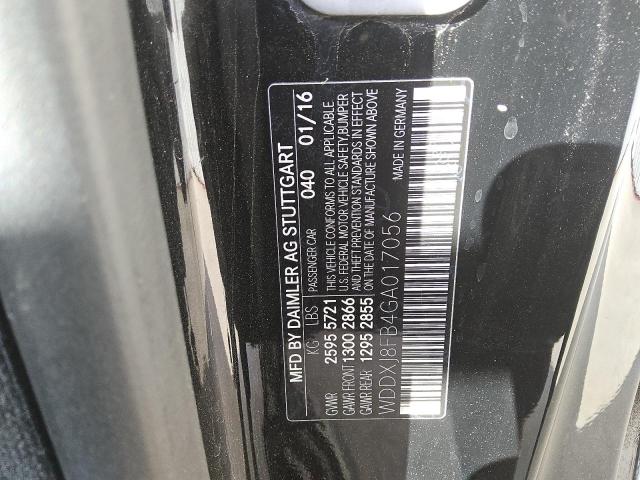 MFD BY DAIMLER AG STUTTGART
KG LBS PASSENGER CAR 040 01/16
GVWR 2595 5721 THIS VEHICLE CONFORMS TO ALL APPLICABLE
GAWR FRONT 1300 2866 U.S. FEDERAL MOTOR VEHICLE SAFETY, BUMPER
GAWR REAR 1295 2855 AND THEFT PREVENTION STANDARDS IN EFFECT
ON THE DATE OF MANUFACTURE SHOWN ABOVE
WDDXJ8FB4GA017056 MADE IN GERMANY